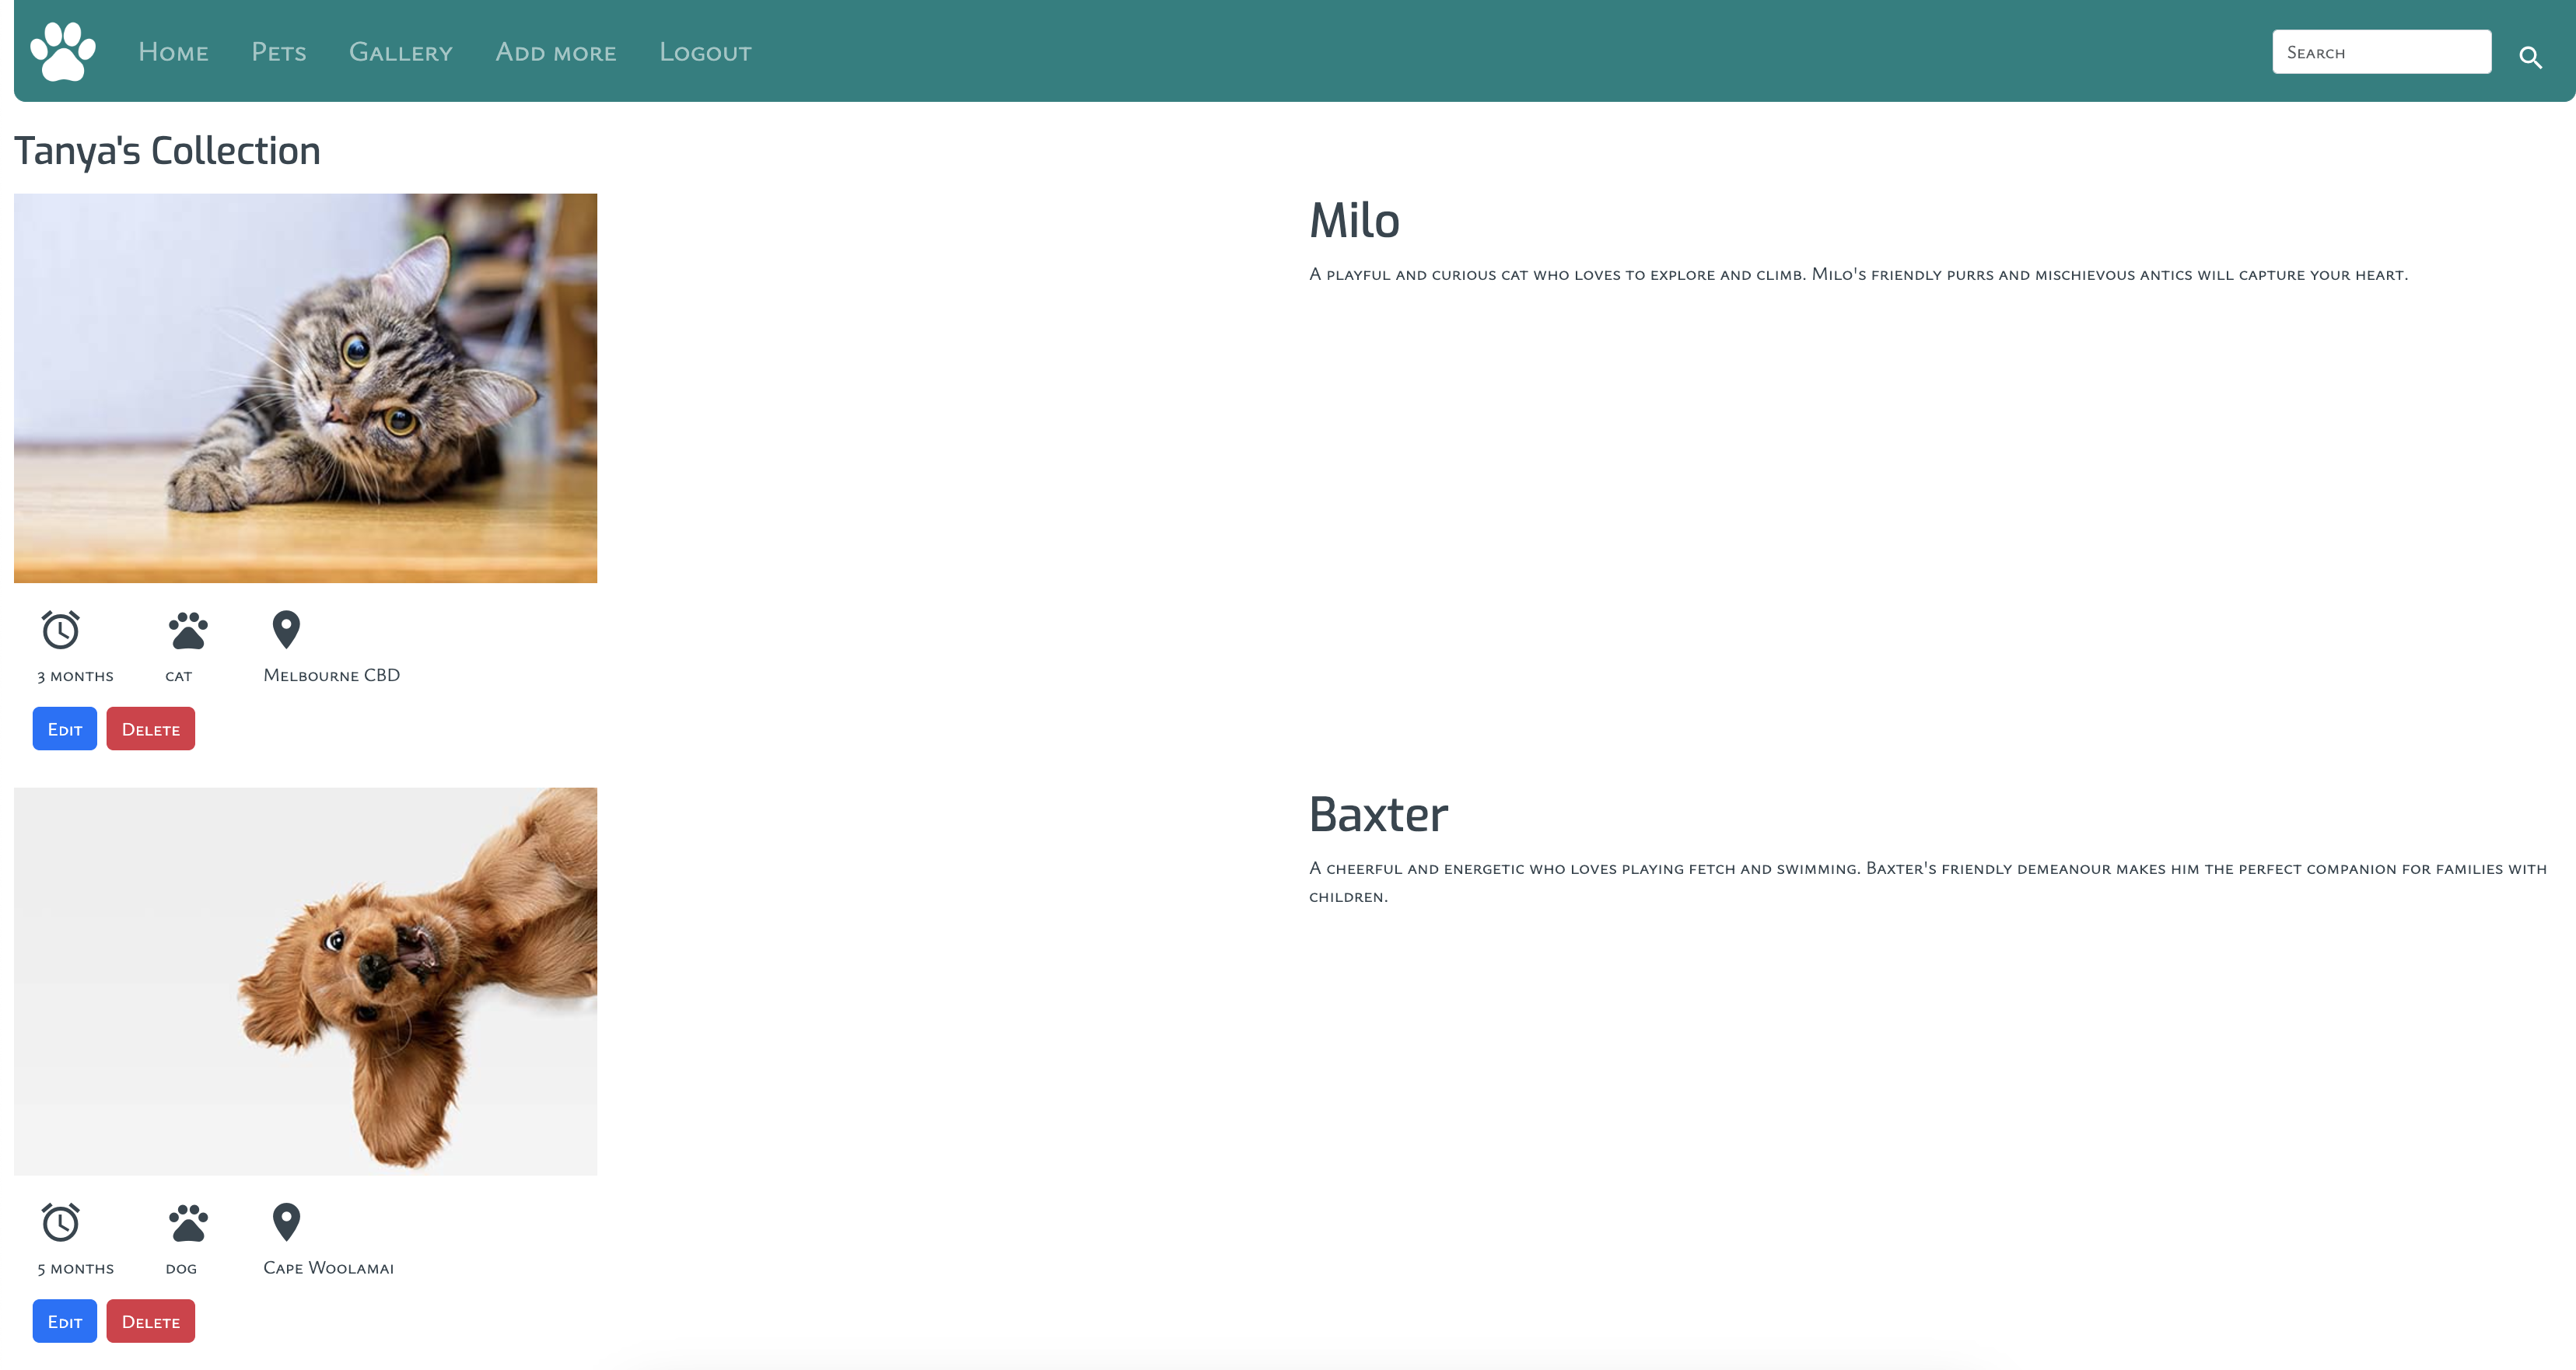 Home Pets Gallery Add more Logout Search
Tanya's Collection
Milo
A playful and curious cat who loves to explore and climb. Milo's friendly purrs and mischievous antics will capture your heart.
3 months cat Melbourne CBD
Edit Delete
Baxter
A cheerful and energetic who loves playing fetch and swimming. Baxter's friendly demeanour makes him the perfect companion for families with
children.
5 months dog Cape Woolamai
Edit Delete